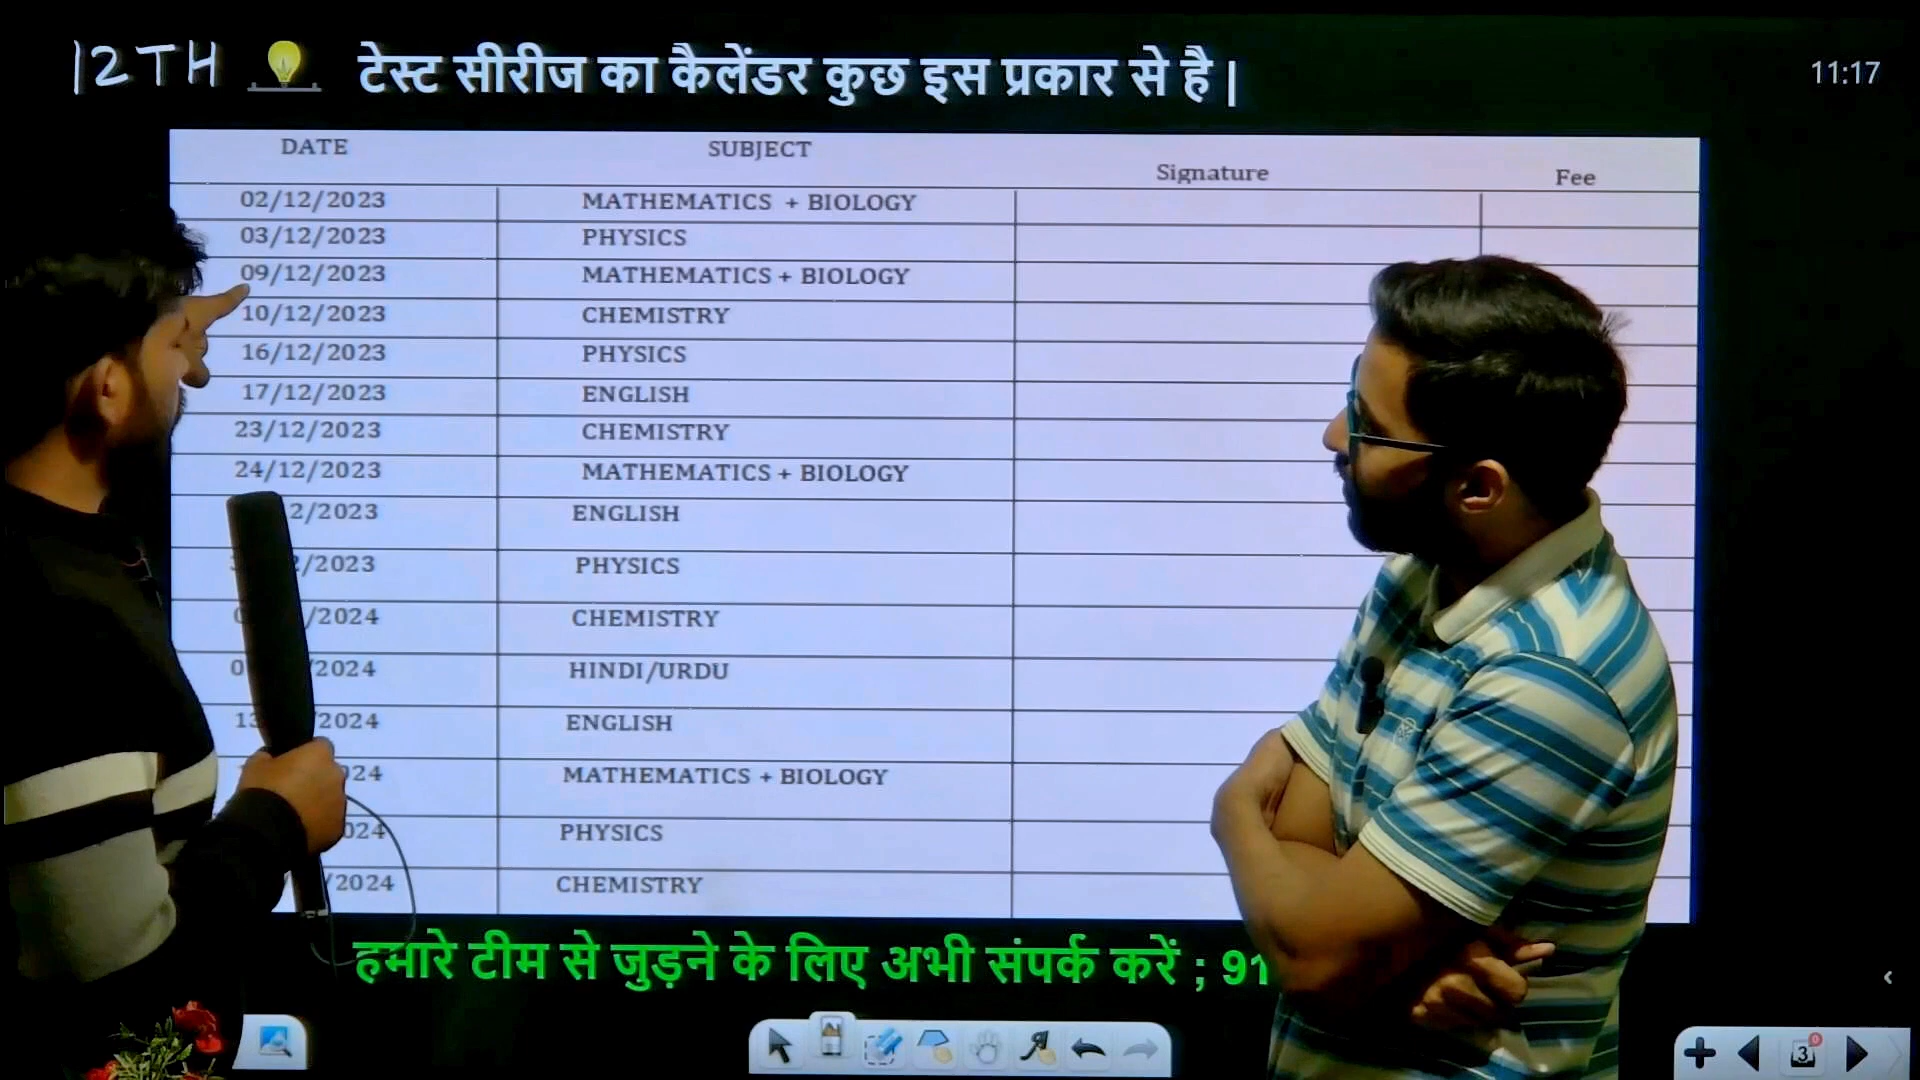 12TH टेस्ट सीरीज का कैलेंडर कुछ इस प्रकार से है |
11:17
DATE SUBJECT Signature Fee
02/12/2023 MATHEMATICS + BIOLOGY
03/12/2023 PHYSICS
09/12/2023 MATHEMATICS + BIOLOGY
10/12/2023 CHEMISTRY
16/12/2023 PHYSICS
17/12/2023 ENGLISH
23/12/2023 CHEMISTRY
24/12/2023 MATHEMATICS + BIOLOGY
2/2023 ENGLISH
/2023 PHYSICS
/2024 CHEMISTRY
2024 HINDI/URDU
2024 ENGLISH
24 MATHEMATICS + BIOLOGY
024 PHYSICS
/2024 CHEMISTRY
हमारे टीम से जुड़ने के लिए अभी संपर्क करें ; 91
3